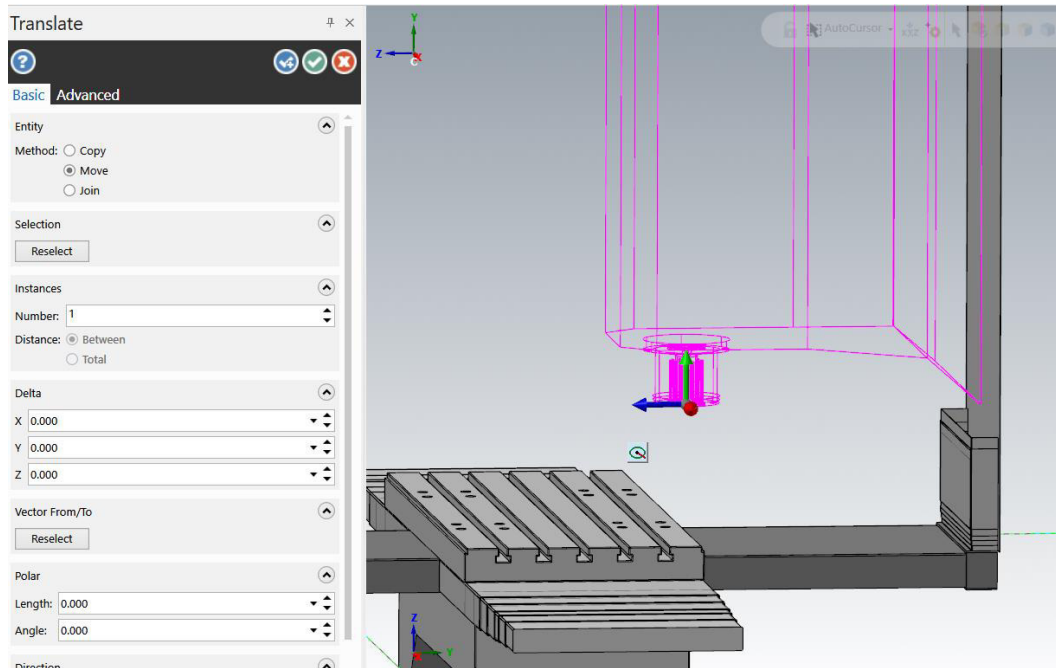 Translate
Basic Advanced
Entity
Method: Copy
Move
Join
Selection
Reselect
Instances
Number: 1
Distance: Between
Total
Delta
X 0.000
Y 0.000
Z 0.000
Vector From/To
Reselect
Polar
Length: 0.000
Angle: 0.000
Direction
Y
Z
AutoCursor
XYZ
Z
Y